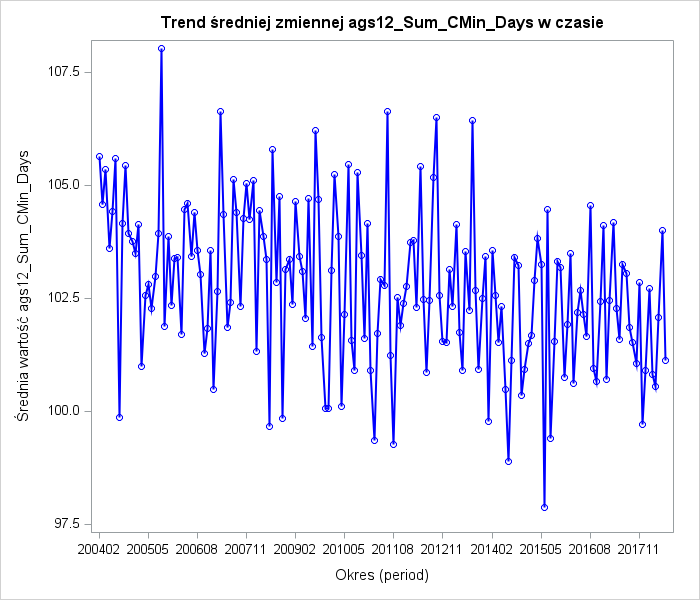 Trend średniej zmiennej ags12_Sum_CMin_Days w czasie
Średnia wartość ags12_Sum_CMin_Days
107.5
105.0
102.5
100.0
97.5
200402 200505 200608 200711 200902 201005 201108 201211 201402 201505 201608 201711
Okres (period)